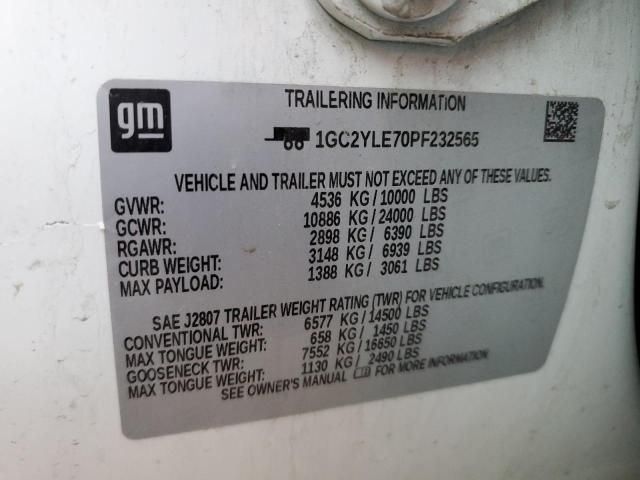 gm
TRAILERING INFORMATION
1GC2YLE70PF232565
VEHICLE AND TRAILER MUST NOT EXCEED ANY OF THESE VALUES.
GVWR: 4536 KG/10000 LBS
GCWR: 10886 KG/24000 LBS
RGAWR: 2898 KG/ 6390 LBS
CURB WEIGHT: 3148 KG/ 6939 LBS
MAX PAYLOAD: 1388 KG/ 3061 LBS
SAE J2807 TRAILER WEIGHT RATING (TWR) FOR VEHICLE CONFIGURATION.
CONVENTIONAL TWR: 6577 KG/14500 LBS
MAX TONGUE WEIGHT: 658 KG/ 1450 LBS
GOOSENECK TWR: 7552 KG/16650 LBS
MAX TONGUE WEIGHT: 1130 KG/ 2490 LBS
SEE OWNER'S MANUAL FOR MORE INFORMATION